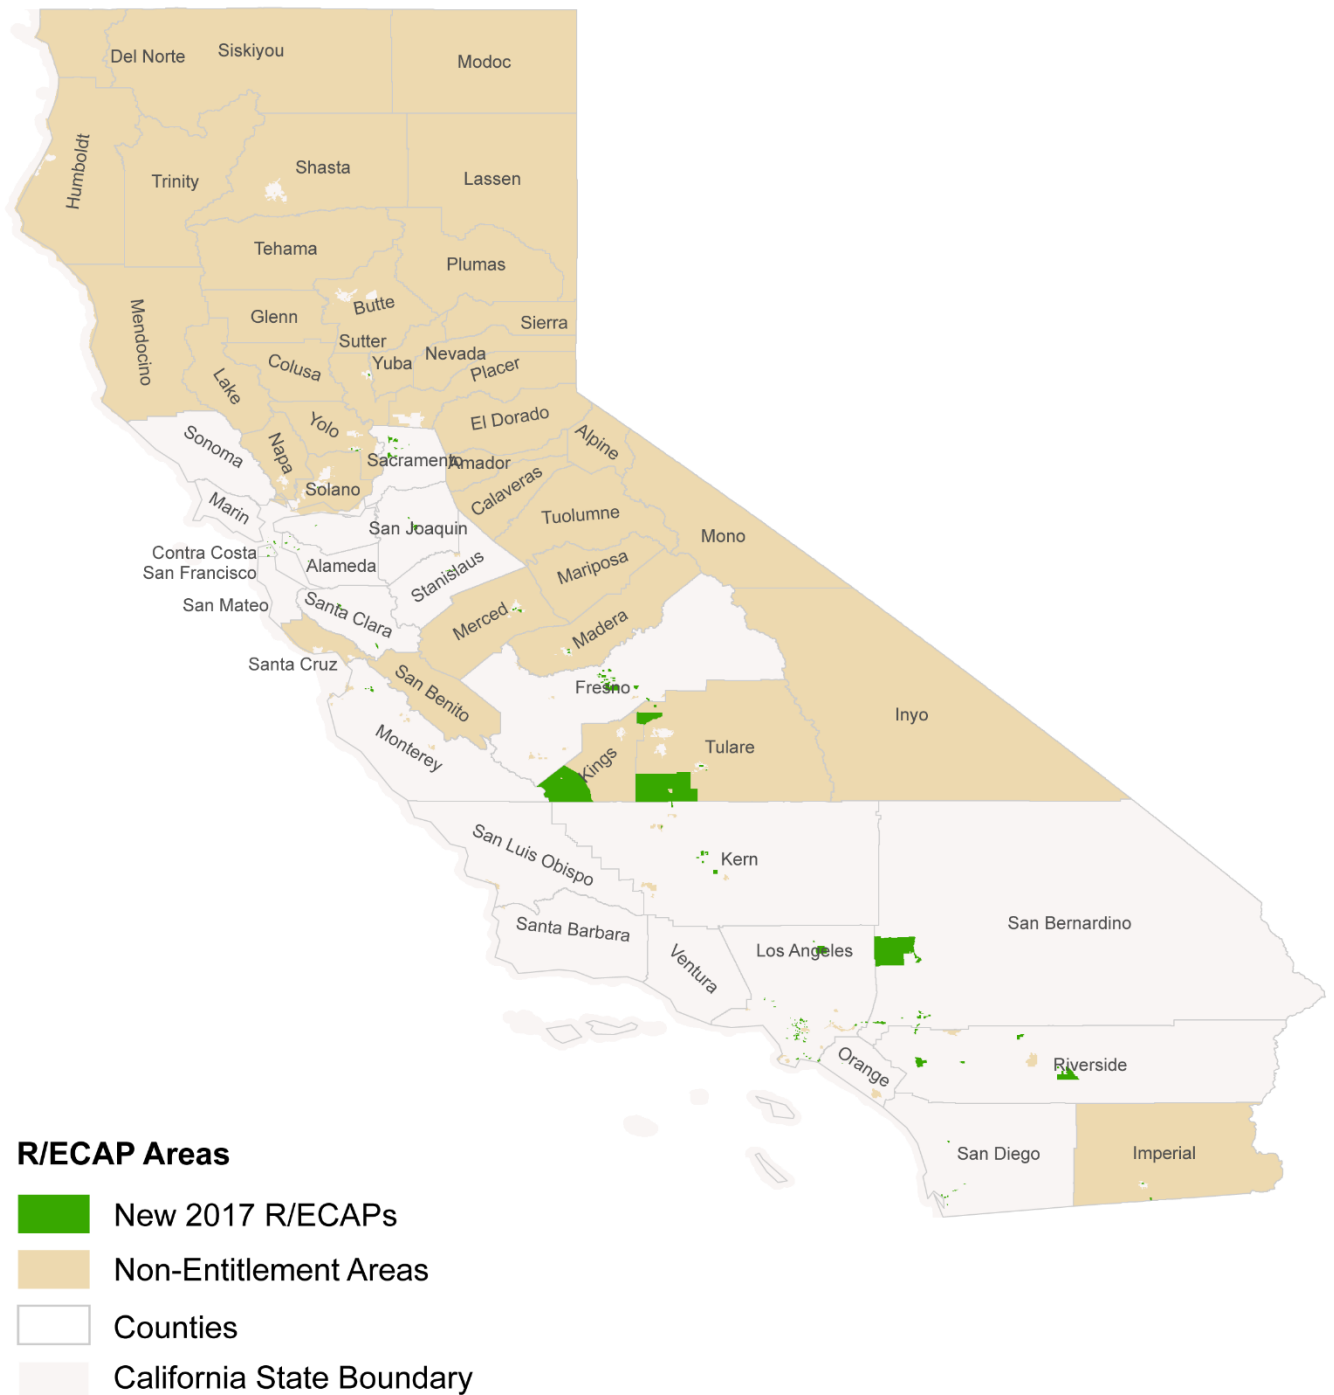 Del Norte
Siskiyou
Modoc
Humboldt
Trinity
Shasta
Lassen
Tehama
Plumas
Mendocino
Glenn
Butte
Sierra
Sutter
Yuba
Nevada
Placer
Colusa
Lake
Yolo
El Dorado
Sonoma
Napa
Sacramento
Amador
Alpine
Solano
Calaveras
Marin
San Joaquin
Tuolumne
Mono
Contra Costa
San Francisco
Alameda
Stanislaus
Mariposa
San Mateo
Santa Clara
Merced
Madera
Santa Cruz
San Benito
Fresno
Inyo
Monterey
Kings
Tulare
San Luis Obispo
Kern
Santa Barbara
San Bernardino
Ventura
Los Angeles
Orange
Riverside
San Diego
Imperial
R/ECAP Areas
New 2017 R/ECAPs
Non-Entitlement Areas
Counties
California State Boundary